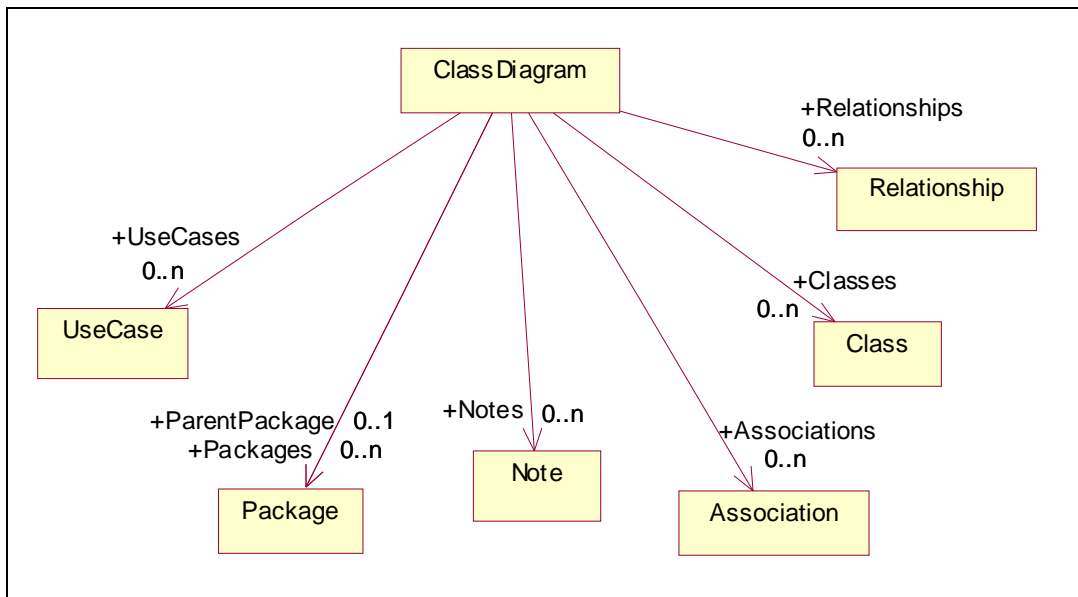 ClassDiagram
+Relationships
0..n
Relationship
+UseCases
0..n
UseCase
+Classes
0..n
Class
+ParentPackage 0..1
+Packages 0..n
Package
+Notes 0..n
Note
+Associations
0..n
Association